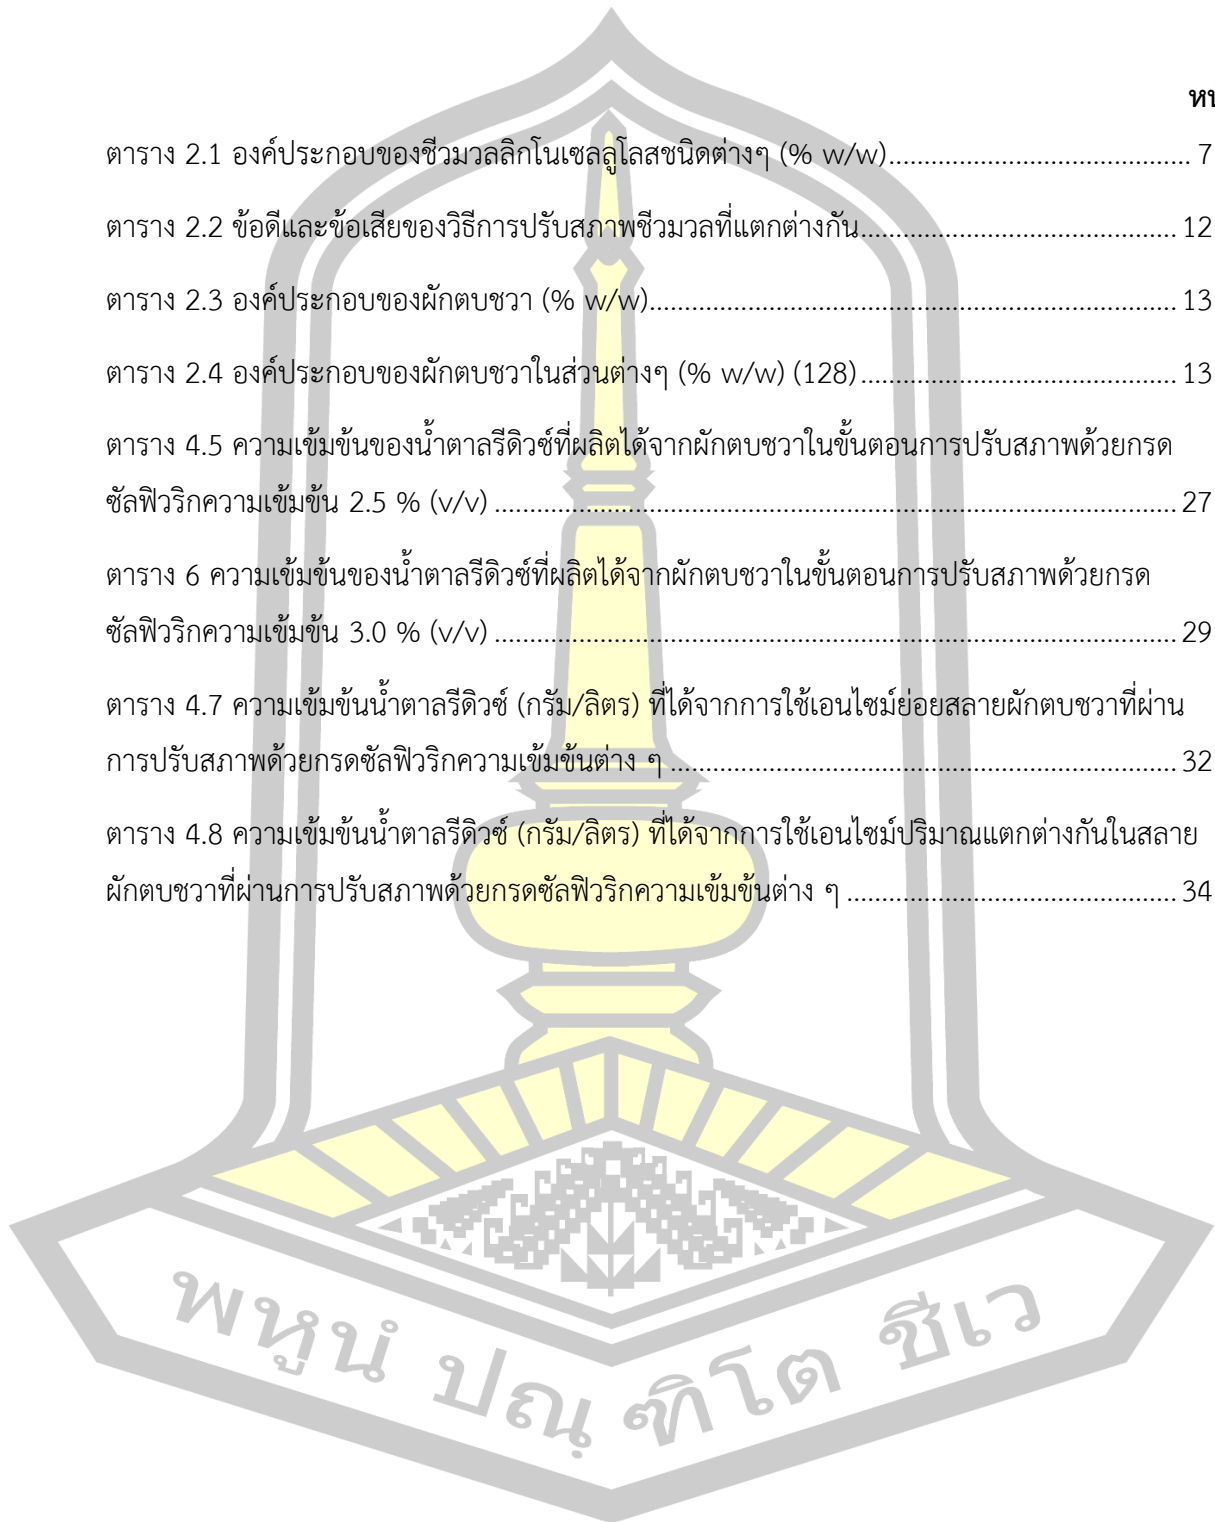 ตาราง 2.1 องค์ประกอบของชีวมวลลิกโนเซลลูโลสชนิดต่างๆ (% w/w)....................................... 7
ตาราง 2.2 ข้อดีและข้อเสียของวิธีการปรับสภาพชีวมวลที่แตกต่างกัน...................................... 12
ตาราง 2.3 องค์ประกอบของผักตบชวา (% w/w)............................................................... 13
ตาราง 2.4 องค์ประกอบของผักตบชวาในส่วนต่างๆ (% w/w) (128)...................................... 13
ตาราง 4.5 ความเข้มข้นของน้ำตาลรีดิวซ์ที่ผลิตได้จากผักตบชวาในขั้นตอนการปรับสภาพด้วยกรด
ซัลฟิวริกความเข้มข้น 2.5 % (v/v) ................................................................................. 27
ตาราง 6 ความเข้มข้นของน้ำตาลรีดิวซ์ที่ผลิตได้จากผักตบชวาในขั้นตอนการปรับสภาพด้วยกรด
ซัลฟิวริกความเข้มข้น 3.0 % (v/v) ................................................................................. 29
ตาราง 4.7 ความเข้มข้นน้ำตาลรีดิวซ์ (กรัม/ลิตร) ที่ได้จากการใช้เอนไซม์ย่อยสลายผักตบชวาที่ผ่าน
การปรับสภาพด้วยกรดซัลฟิวริกความเข้มข้นต่าง ๆ ............................................................. 32
ตาราง 4.8 ความเข้มข้นน้ำตาลรีดิวซ์ (กรัม/ลิตร) ที่ได้จากการใช้เอนไซม์ปริมาณแตกต่างกันในสลาย
ผักตบชวาที่ผ่านการปรับสภาพด้วยกรดซัลฟิวริกความเข้มข้นต่าง ๆ ....................................... 34
พหูนํ ปณฺ ฑิโต ชีเว